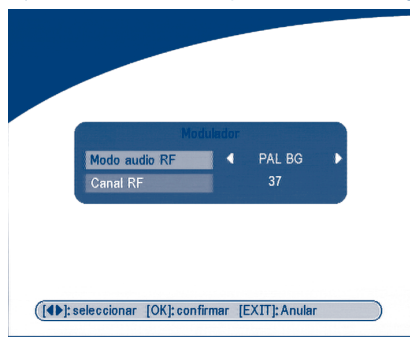 Modulador
Modo audio RF PAL BG
Canal RF 37
[◀▶]: seleccionar [OK]: confirmar [EXIT]: Anular